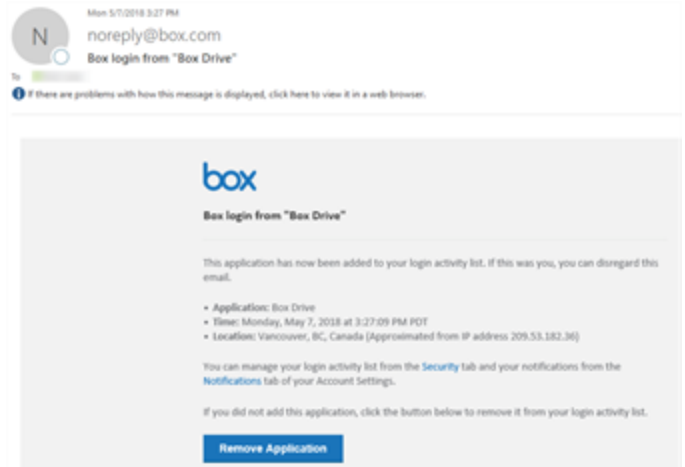 Mon 5/7/2018 3:27 PM
N
noreply@box.com
Box login from "Box Drive"
To
If there are problems with how this message is displayed, click here to view it in a web browser.
box
Box login from "Box Drive"
This application has now been added to your login activity list. If this was you, you can disregard this
email.
• Application: Box Drive
• Time: Monday, May 7, 2018 at 3:27:09 PM PDT
• Location: Vancouver, BC, Canada (Approximated from IP address 209.53.182.36)
You can manage your login activity list from the Security tab and your notifications from the
Notifications tab of your Account Settings.
If you did not add this application, click the button below to remove it from your login activity list.
Remove Application